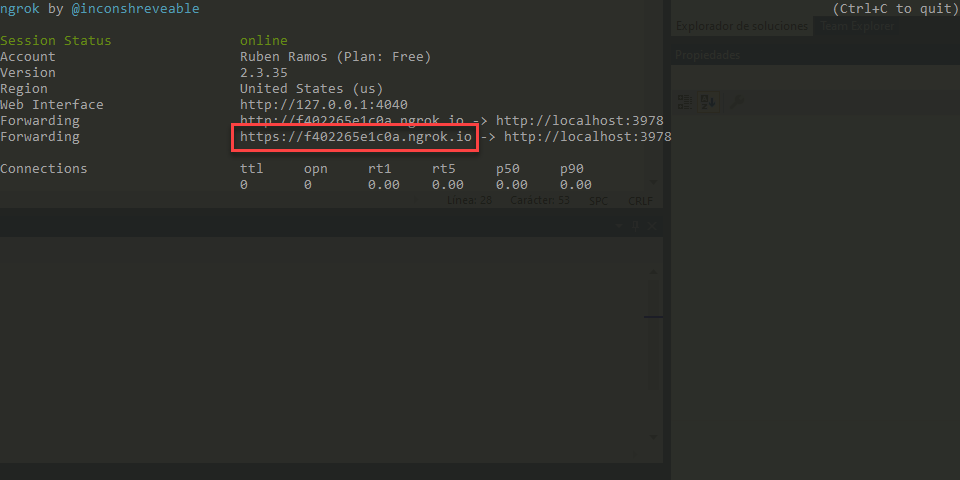 ngrok by @inconshreveable (Ctrl+C to quit)
Explorador de soluciones Team Explorer
Session Status online
Account Ruben Ramos (Plan: Free)
Propiedades
Version 2.3.35
Region United States (us)
Web Interface http://127.0.0.1:4040
Forwarding http://f402265e1c0a.ngrok.io -> http://localhost:3978
Forwarding https://f402265e1c0a.ngrok.io -> http://localhost:3978
Connections ttl opn rt1 rt5 p50 p90
0 0 0.00 0.00 0.00 0.00
Línea: 25 Carácter: 53 SPC CRLF